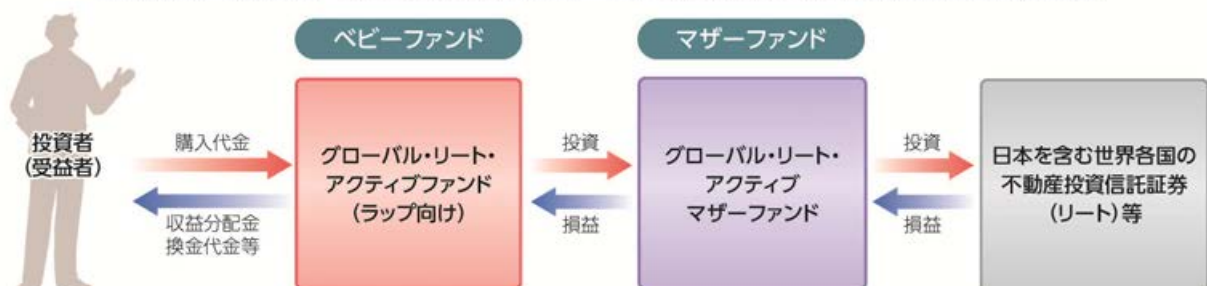 ベビーファンド
マザーファンド
投資者
(受益者)
購入代金
収益分配金
換金代金等
グローバル・リート・
アクティブファンド
(ラップ向け)
投資
損益
グローバル・リート・
アクティブ
マザーファンド
投資
損益
日本を含む世界各国の
不動産投資信託証券
(リート)等